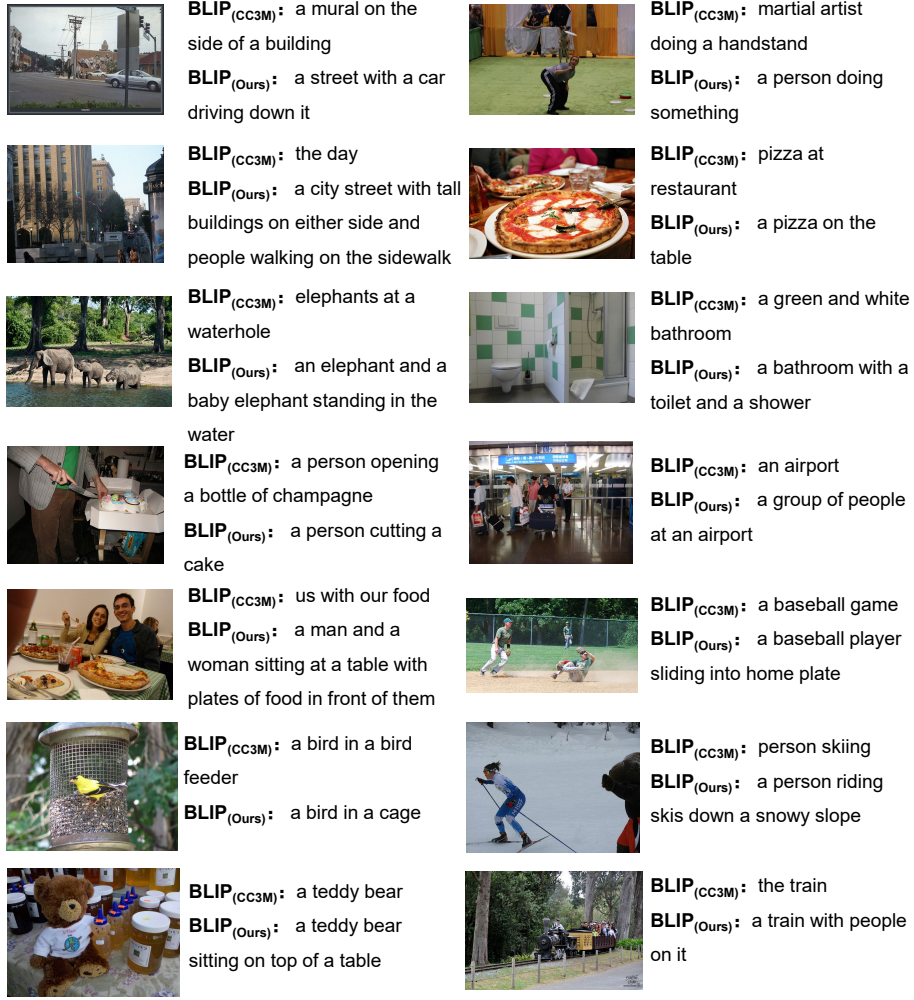 BLIP(CC3M): a mural on the
side of a building
BLIP(Ours): a street with a car
driving down it
BLIP(CC3M): martial artist
doing a handstand
BLIP(Ours): a person doing
something
BLIP(CC3M): the day
BLIP(Ours): a city street with tall
buildings on either side and
people walking on the sidewalk
BLIP(CC3M): pizza at
restaurant
BLIP(Ours): a pizza on the
table
BLIP(CC3M): elephants at a
waterhole
BLIP(Ours): an elephant and a
baby elephant standing in the
water
BLIP(CC3M): a green and white
bathroom
BLIP(Ours): a bathroom with a
toilet and a shower
BLIP(CC3M): a person opening
a bottle of champagne
BLIP(Ours): a person cutting a
cake
BLIP(CC3M): an airport
BLIP(Ours): a group of people
at an airport
BLIP(CC3M): us with our food
BLIP(Ours): a man and a
woman sitting at a table with
plates of food in front of them
BLIP(CC3M): a baseball game
BLIP(Ours): a baseball player
sliding into home plate
BLIP(CC3M): a bird in a bird
feeder
BLIP(Ours): a bird in a cage
BLIP(CC3M): person skiing
BLIP(Ours): a person riding
skis down a snowy slope
BLIP(CC3M): a teddy bear
BLIP(Ours): a teddy bear
sitting on top of a table
BLIP(CC3M): the train
BLIP(Ours): a train with people
on it